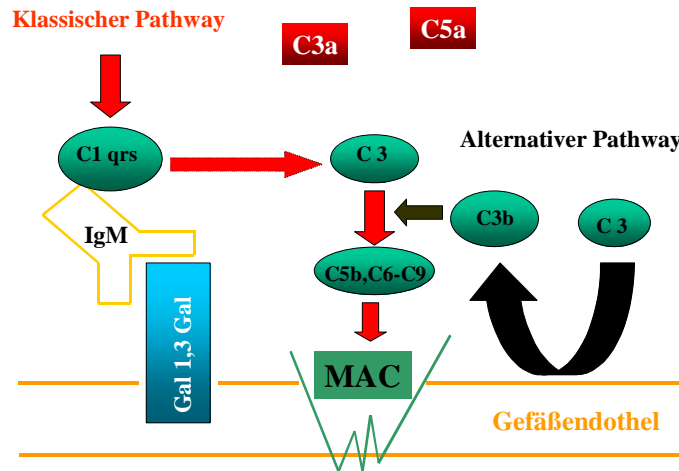 Klassischer Pathway
C3a
C5a
Alternativer Pathway
C1 qrs
C 3
C3b
C 3
IgM
C5b,C6-C9
Gal 1,3 Gal
MAC
Gefäßendothel